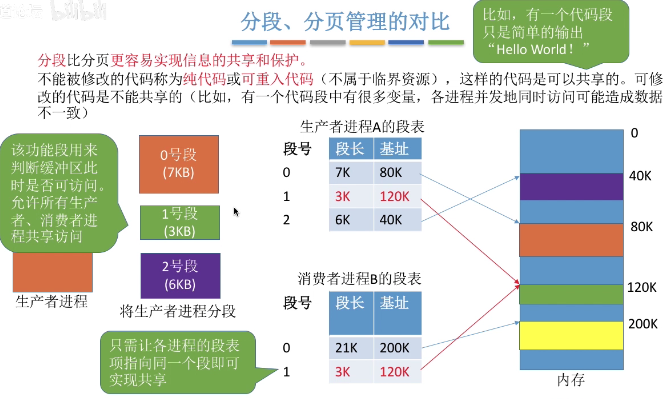 分段、分页管理的对比
比如，有一个代码段
只是简单的输出
“Hello World！”
分段比分页更容易实现信息的共享和保护。
不能被修改的代码称为纯代码或可重入代码（不属于临界资源），这样的代码是可以共享的。可修
改的代码是不能共享的（比如，有一个代码段中有很多变量，各进程并发地同时访问可能造成数据
不一致）
该功能段用来
判断缓冲区此
时是否可访问。
允许所有生产
者、消费者进
程共享访问
生产者进程
0号段
(7KB)
1号段
(3KB)
2号段
(6KB)
将生产者进程分段
生产者进程A的段表
段号 段长 基址
0 7K 80K
1 3K 120K
2 6K 40K
消费者进程B的段表
段号 段长 基址
0 21K 200K
1 3K 120K
只需让各进程的段表
项指向同一个段即可
实现共享
0
40K
80K
120K
200K
内存